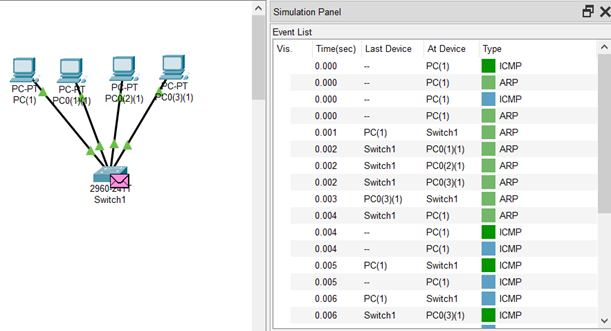 Simulation Panel
Event List
Vis. Time(sec) Last Device At Device Type
0.000 -- PC(1) ICMP
0.000 -- PC(1) ARP
0.000 -- PC(1) ICMP
0.000 -- PC(1) ARP
0.001 PC(1) Switch1 ARP
0.002 Switch1 PC0(1)(1) ARP
0.002 Switch1 PC0(2)(1) ARP
0.002 Switch1 PC0(3)(1) ARP
0.003 PC0(3)(1) Switch1 ARP
0.004 Switch1 PC(1) ARP
0.004 -- PC(1) ICMP
0.004 -- PC(1) ICMP
0.005 PC(1) Switch1 ICMP
0.005 -- PC(1) ICMP
0.006 PC(1) Switch1 ICMP
0.006 Switch1 PC0(3)(1) ICMP
PC-PT PC-PT PC-PT PC-PT
PC(1) PC0(1)(1) PC0(2)(1) PC0(3)(1)
Switch1